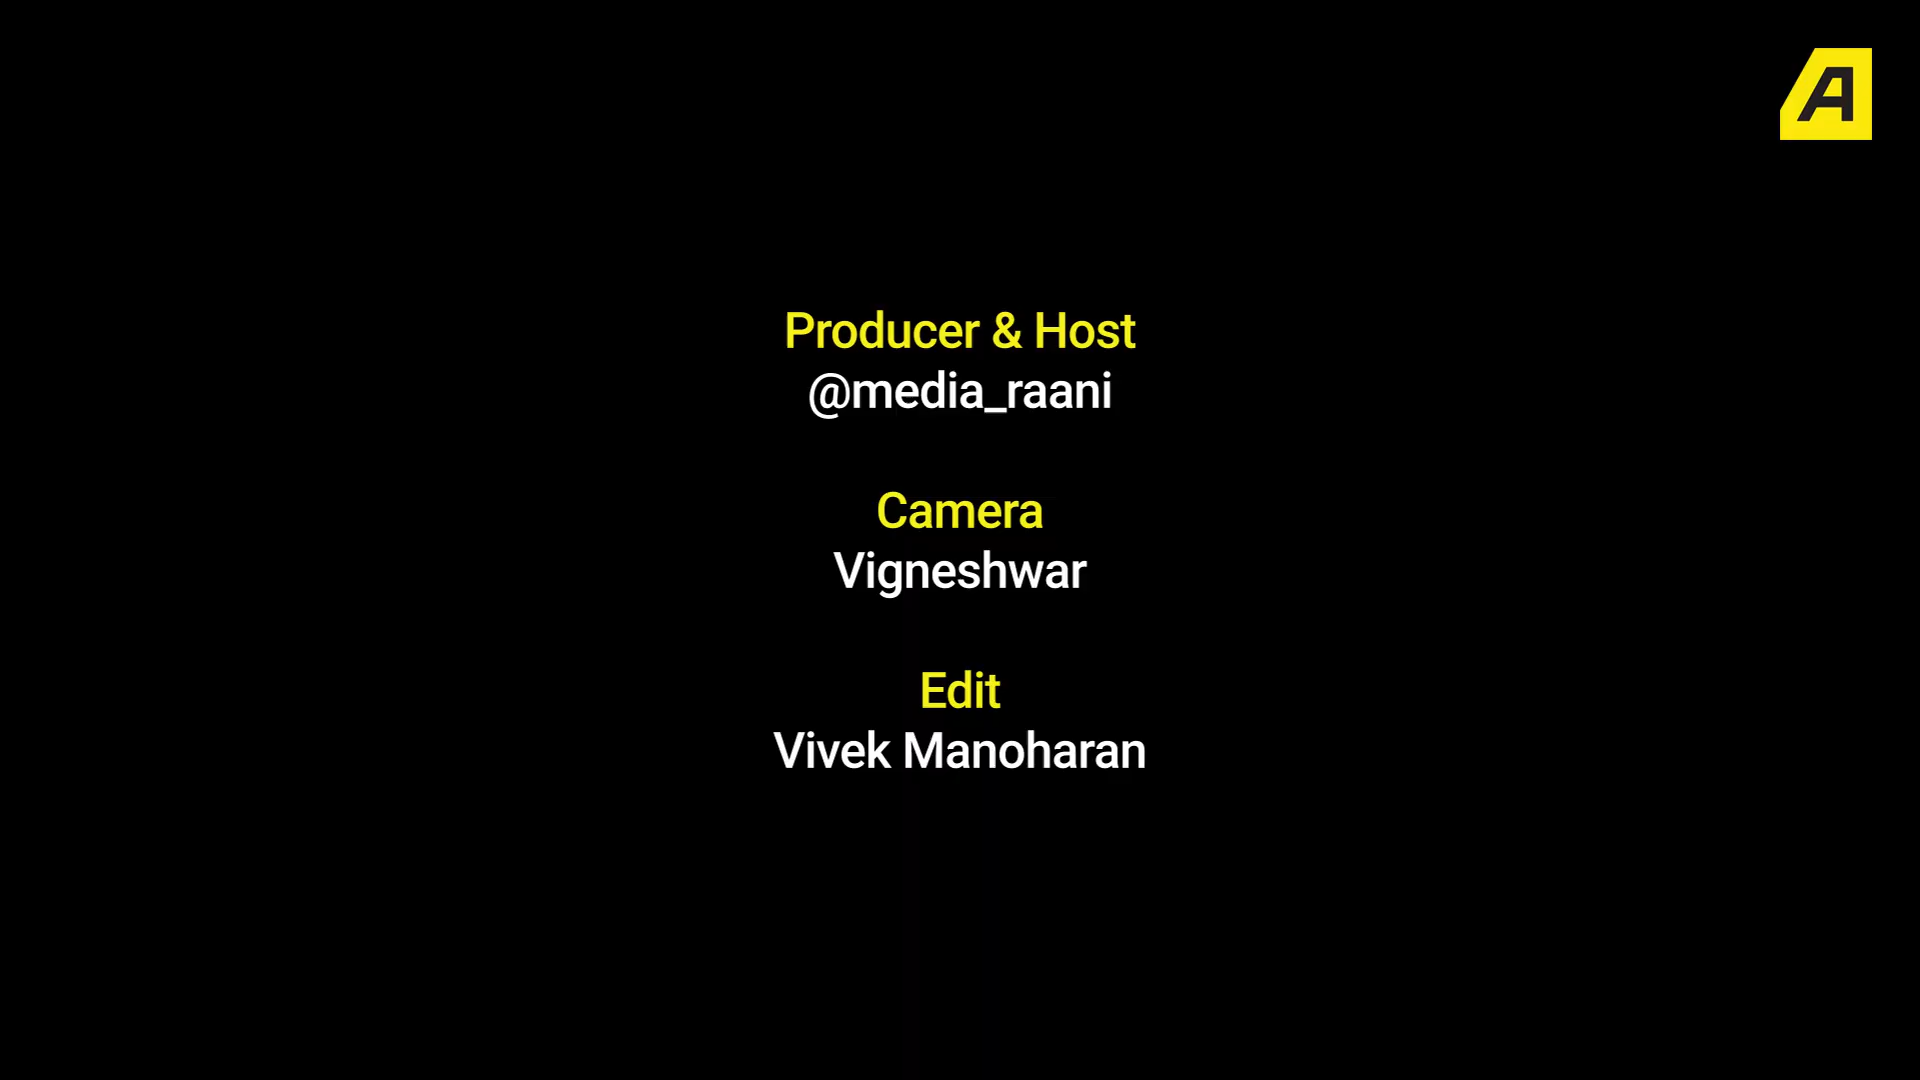 A
Producer & Host
@media_raani
Camera
Vigneshwar
Edit
Vivek Manoharan